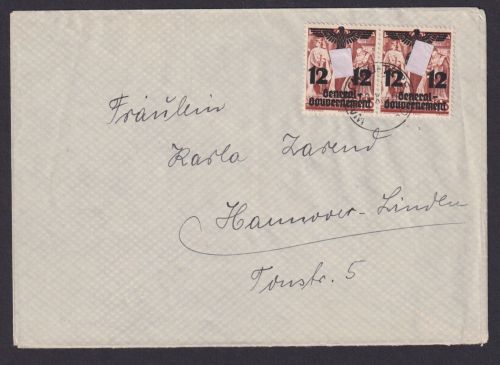 12 12
General-
Gouvernement
12 12
General-
Gouvernement
Fräulein
Karla Zarend
Hannover-Linden
Tonstr. 5